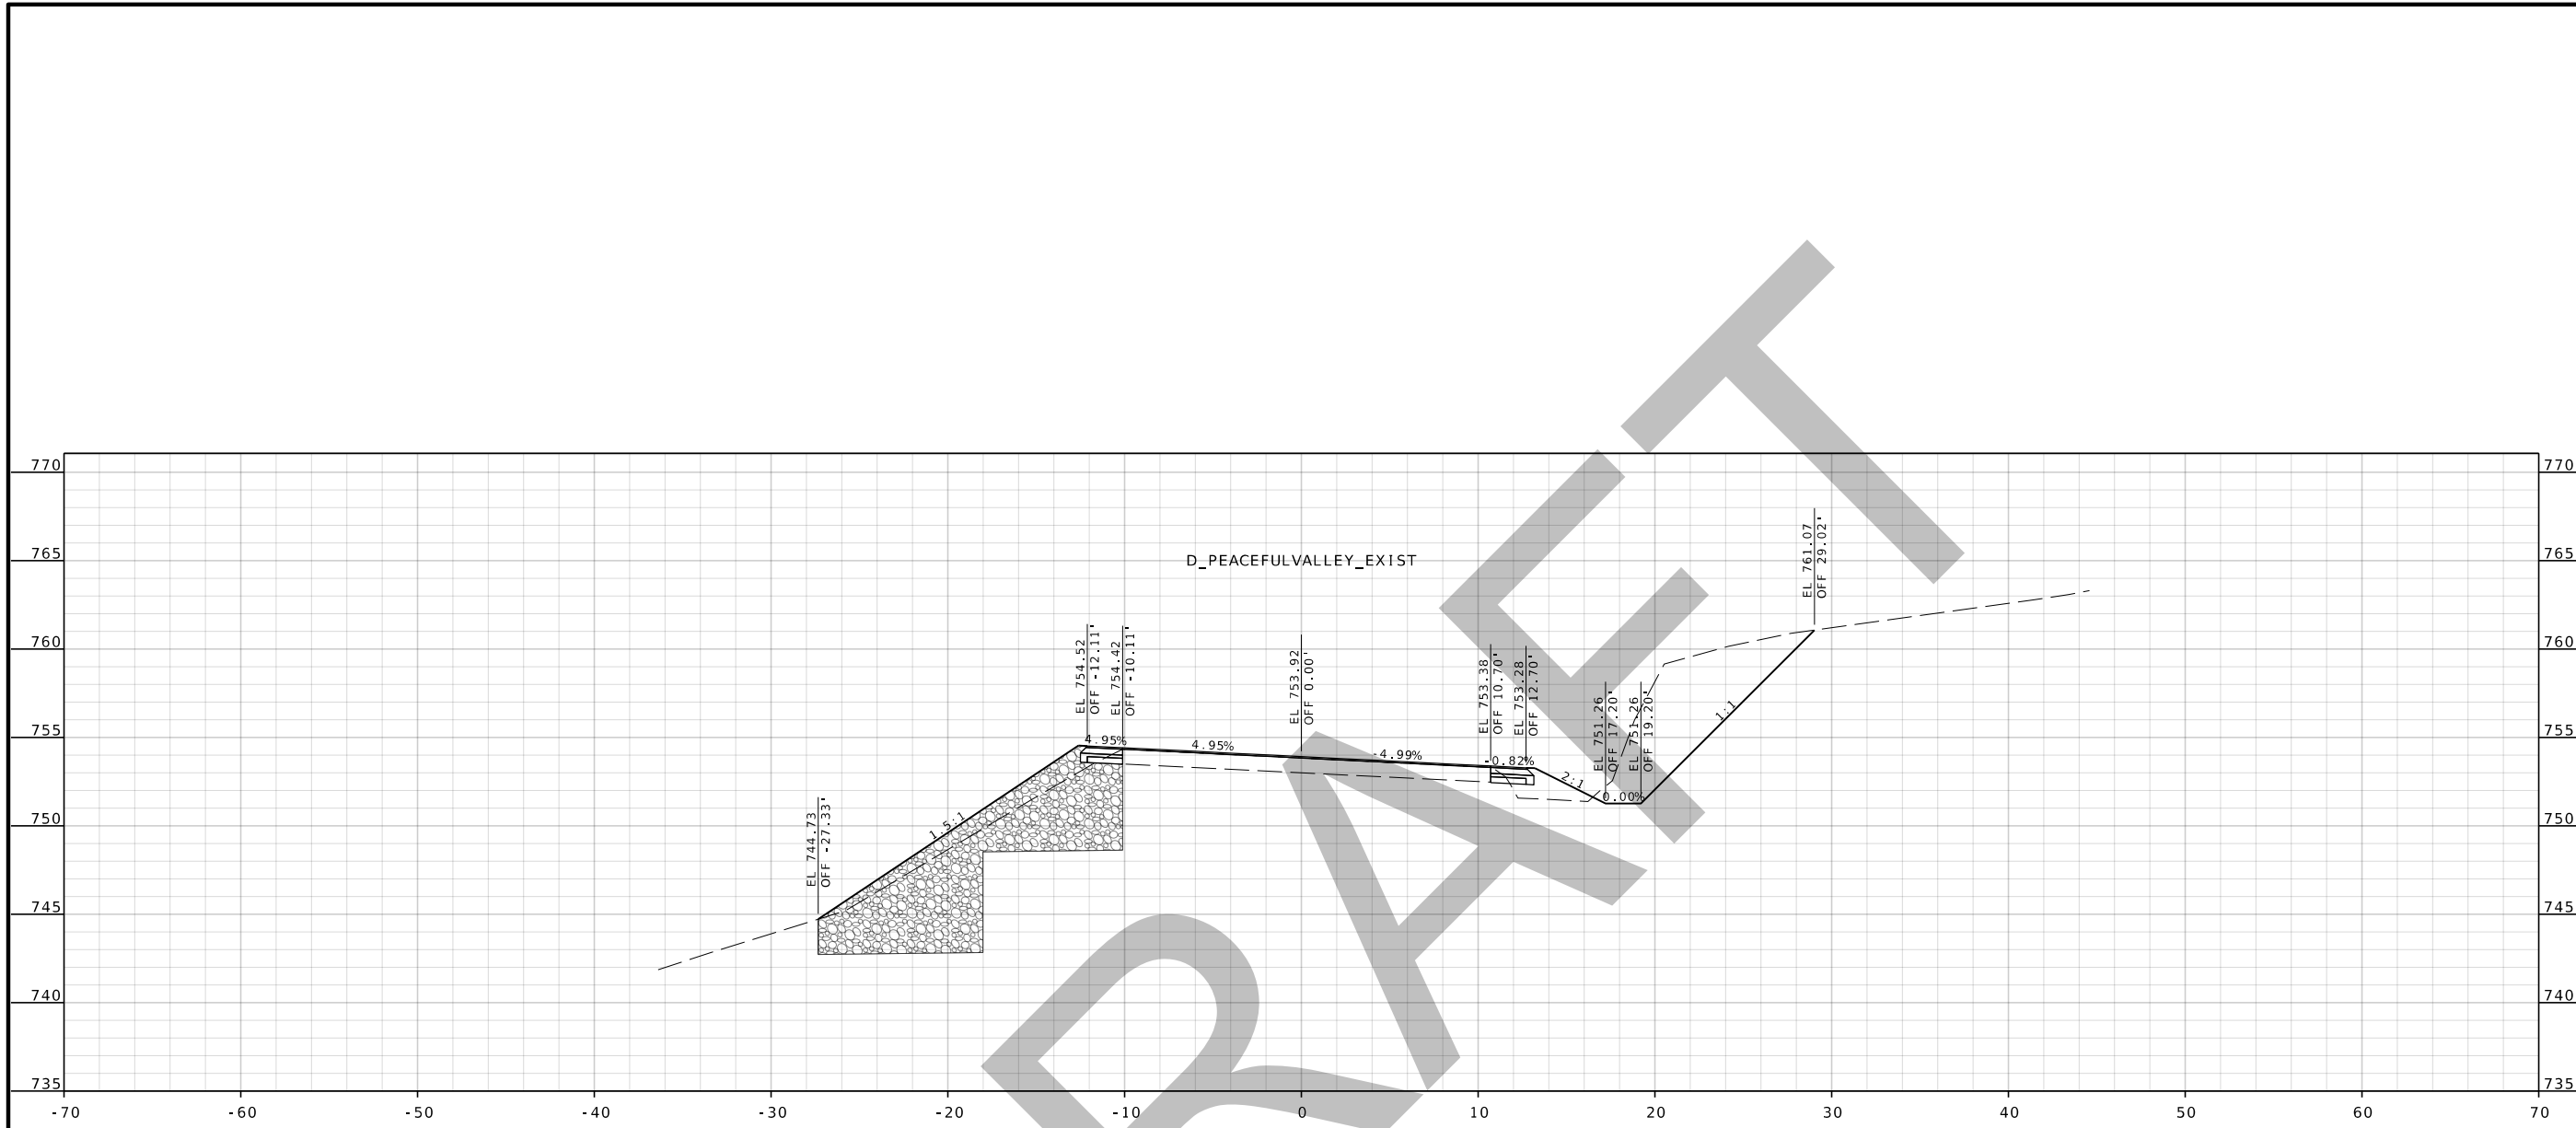 D_PEACEFULVALLEY_EXIST
770
765
760
755
750
745
740
735
770
765
760
755
750
745
740
735
EL 744.73
OFF -27.33'
EL 754.52
OFF -12.11'
EL 754.42
OFF -10.11'
EL 753.92
OFF 0.00'
EL 753.38
OFF 10.70'
EL 753.28
OFF 12.70'
EL 751.26
OFF 17.20'
EL 751.26
OFF 19.20'
EL 761.07
OFF 29.02'
1.5:1
4.95%
4.95%
-4.99%
-0.82%
2:1
0.00%
1:1
-70
-60
-50
-40
-30
-20
-10
0
10
20
30
40
50
60
70
RAFT